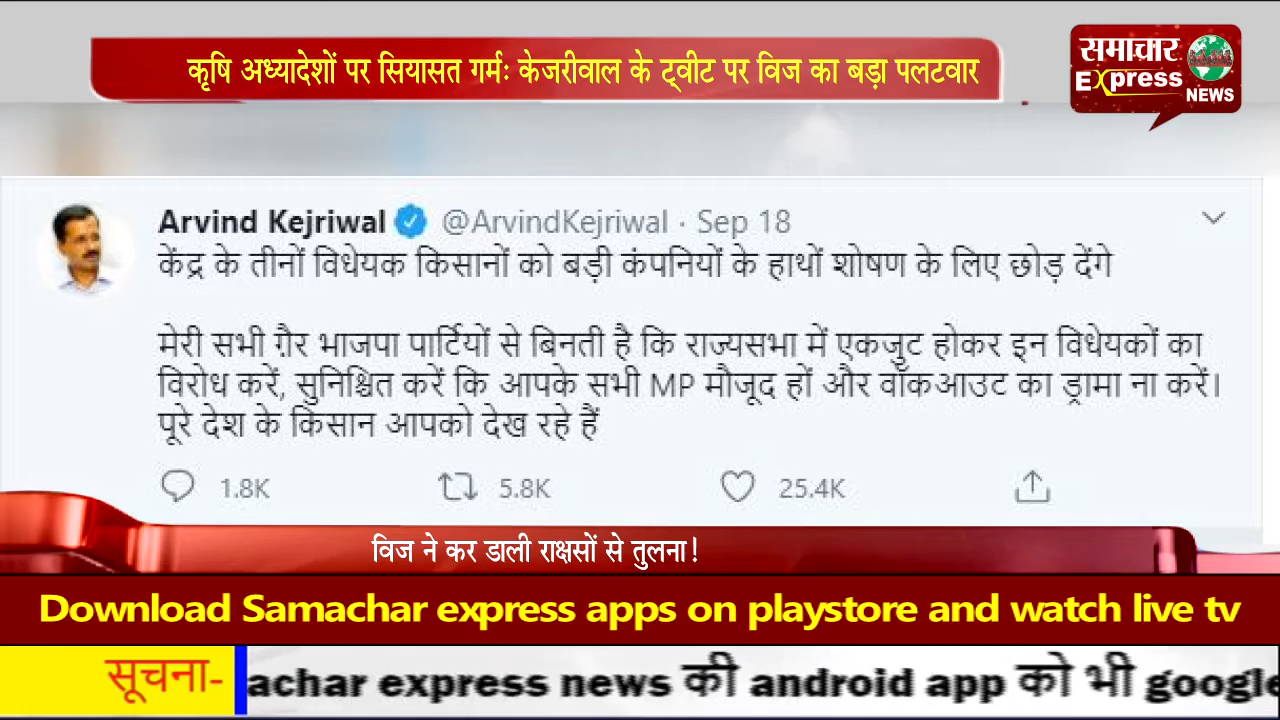 कृषि अध्यादेशों पर सियासत गर्मः केजरीवाल के ट्वीट पर विज का बड़ा पलटवार
समाचार
Express
NEWS
Arvind Kejriwal @ArvindKejriwal · Sep 18
केंद्र के तीनों विधेयक किसानों को बड़ी कंपनियों के हाथों शोषण के लिए छोड़ देंगे
मेरी सभी ग़ैर भाजपा पार्टियों से बिनती है कि राज्यसभा में एकजुट होकर इन विधेयकों का
विरोध करें, सुनिश्चित करें कि आपके सभी MP मौजूद हों और वॉकआउट का ड्रामा ना करें।
पूरे देश के किसान आपको देख रहे हैं
1.8K 5.8K 25.4K
विज ने कर डाली राक्षसों से तुलना!
Download Samachar express apps on playstore and watch live tv
सूचना- achar express news की android app को भी google